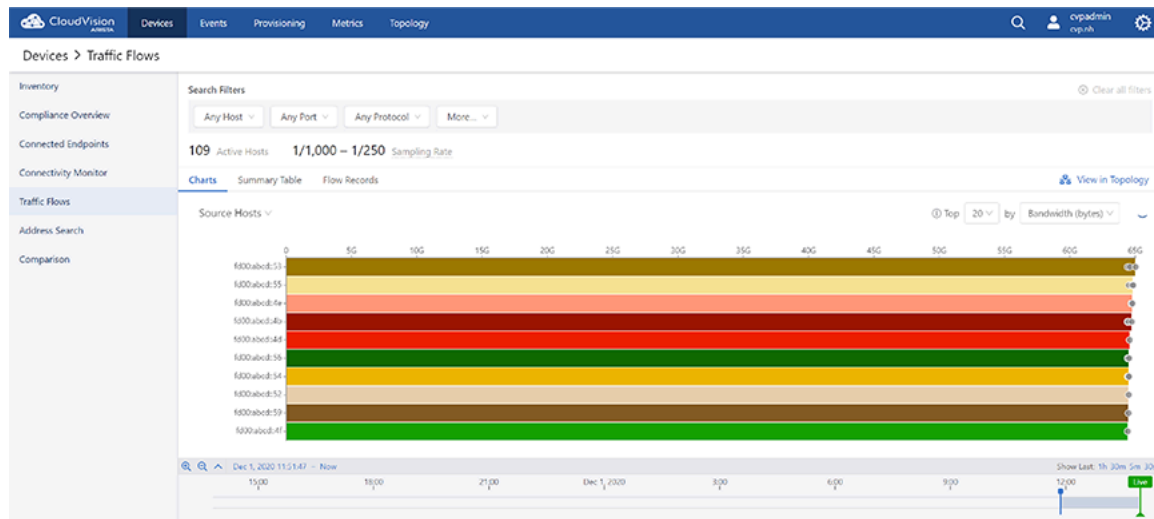 CloudVision
ARISTA
Devices
Events
Provisioning
Metrics
Topology
cvpadmin
cvp.nh
Devices > Traffic Flows
Inventory
Compliance Overview
Connected Endpoints
Connectivity Monitor
Traffic Flows
Address Search
Comparison
Search Filters
Clear all filters
Any Host
Any Port
Any Protocol
More...
109 Active Hosts 1/1,000 – 1/250 Sampling Rate
Charts
Summary Table
Flow Records
View in Topology
Source Hosts
Top 20 by Bandwidth (bytes)
0 5G 10G 15G 20G 25G 30G 35G 40G 45G 50G 55G 60G 65G
fd00:abcd::53
fd00:abcd::55
fd00:abcd::4e
fd00:abcd::4b
fd00:abcd::4d
fd00:abcd::56
fd00:abcd::54
fd00:abcd::52
fd00:abcd::59
fd00:abcd::4f
Dec 1, 2020 11:51:47 – Now
Show Last: 1h 30m 5m 30
15:00 18:00 21:00 Dec 1, 2020 3:00 6:00 9:00 12:00 Live